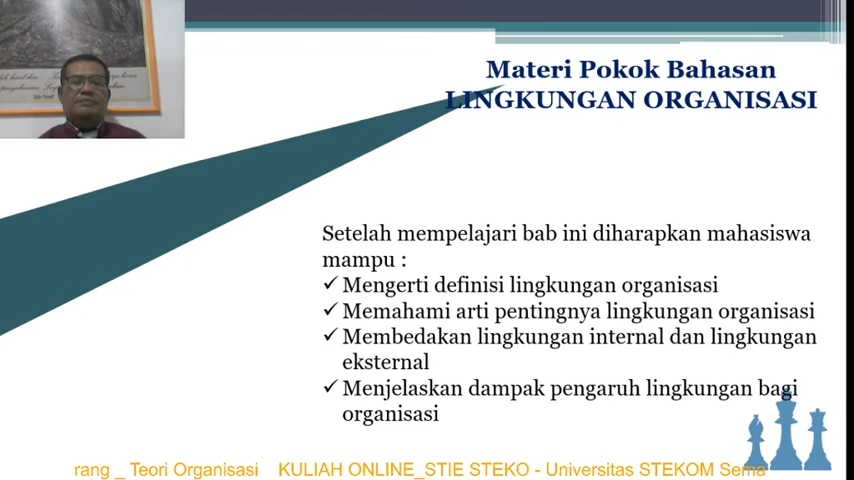 Materi Pokok Bahasan
LINGKUNGAN ORGANISASI
Setelah mempelajari bab ini diharapkan mahasiswa
mampu :
✓ Mengerti definisi lingkungan organisasi
✓ Memahami arti pentingnya lingkungan organisasi
✓ Membedakan lingkungan internal dan lingkungan
eksternal
✓ Menjelaskan dampak pengaruh lingkungan bagi
organisasi
rang _ Teori Organisasi KULIAH ONLINE_STIE STEKO - Universitas STEKOM Sema